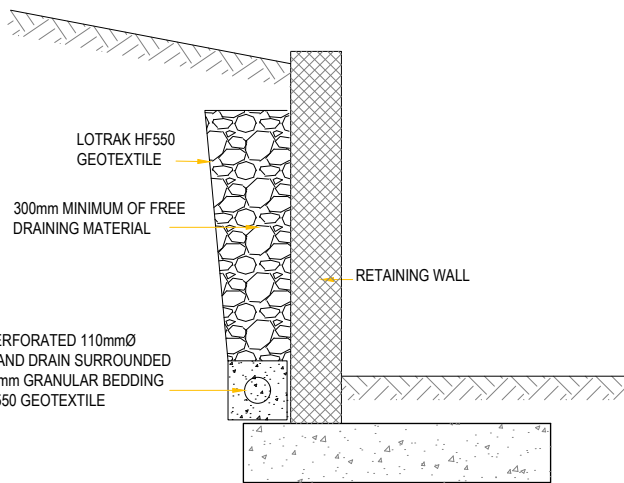 LOTRAK HF550
GEOTEXTILE
300mm MINIMUM OF FREE
DRAINING MATERIAL
RETAINING WALL
ERFORATED 110mmØ
AND DRAIN SURROUNDED
mm GRANULAR BEDDING
550 GEOTEXTILE